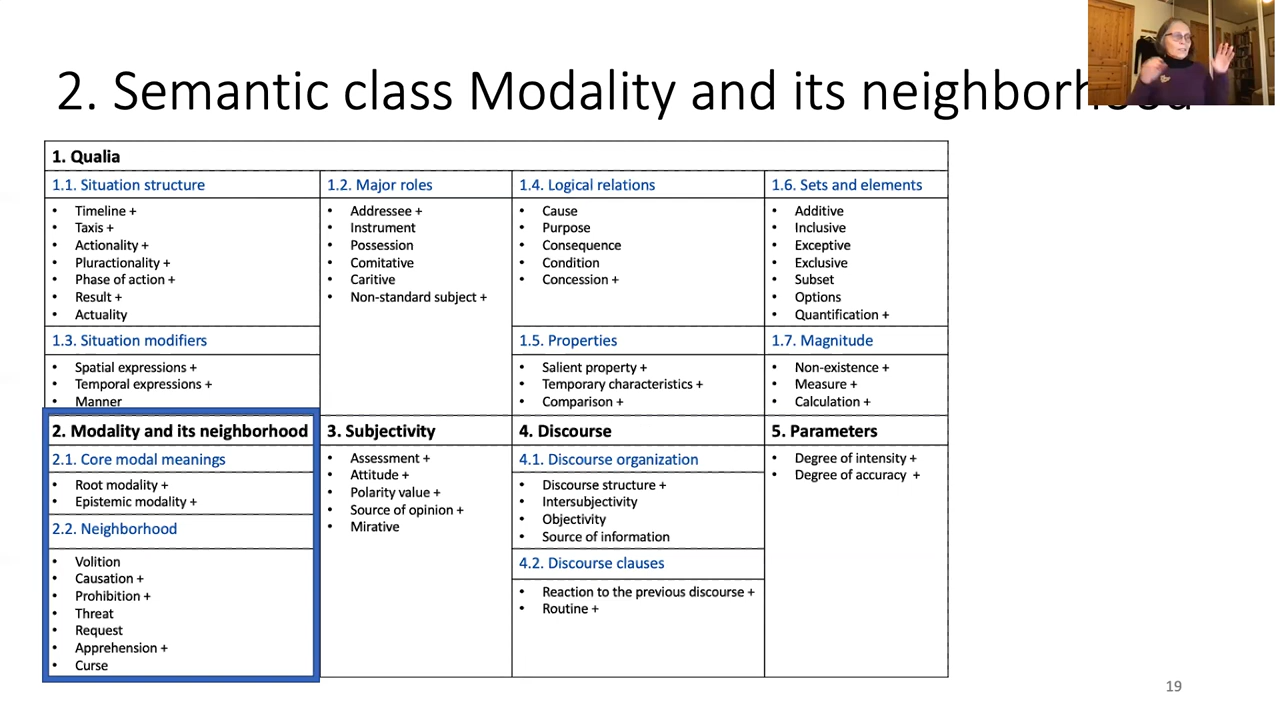 2. Semantic class Modality and its
1. Qualia
1.1. Situation structure
• Timeline +
• Taxis +
• Actionality +
• Pluractionality +
• Phase of action +
• Result +
• Actuality
1.3. Situation modifiers
• Spatial expressions +
• Temporal expressions +
• Manner
1.2. Major roles
• Addressee +
• Instrument
• Possession
• Comitative
• Caritive
• Non-standard subject +
1.4. Logical relations
• Cause
• Purpose
• Consequence
• Condition
• Concession +
1.5. Properties
• Salient property +
• Temporary characteristics +
• Comparison +
1.6. Sets and elements
• Additive
• Inclusive
• Exceptive
• Exclusive
• Subset
• Options
• Quantification +
1.7. Magnitude
• Non-existence +
• Measure +
• Calculation +
2. Modality and its neighborhood
2.1. Core modal meanings
• Root modality +
• Epistemic modality +
2.2. Neighborhood
• Volition
• Causation +
• Prohibition +
• Threat
• Request
• Apprehension +
• Curse
3. Subjectivity
• Assessment +
• Attitude +
• Polarity value +
• Source of opinion +
• Mirative
4. Discourse
4.1. Discourse organization
• Discourse structure +
• Intersubjectivity
• Objectivity
• Source of information
4.2. Discourse clauses
• Reaction to the previous discourse +
• Routine +
5. Parameters
• Degree of intensity +
• Degree of accuracy +
19